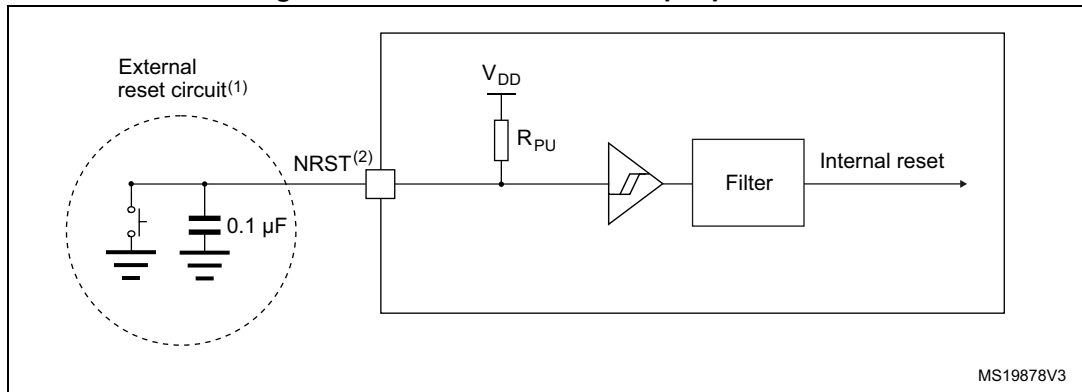 External
reset circuit(1)
VDD
RPU
NRST(2)
Internal reset
Filter
0.1 µF
MS19878V3